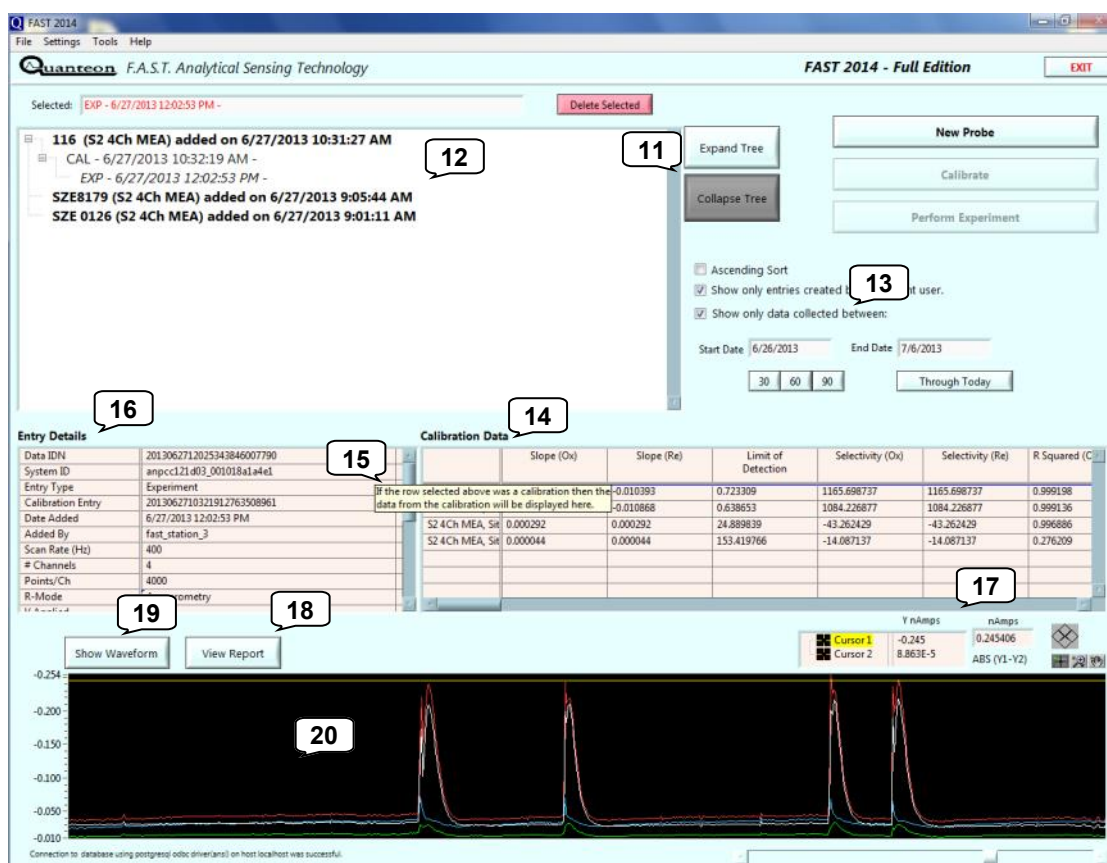 FAST 2014
File Settings Tools Help
Quanteon F.A.S.T. Analytical Sensing Technology
FAST 2014 - Full Edition
EXIT
Selected: EXP - 6/27/2013 12:02:53 PM -
Delete Selected
116 (S2 4Ch MEA) added on 6/27/2013 10:31:27 AM
CAL - 6/27/2013 10:32:19 AM -
EXP - 6/27/2013 12:02:53 PM -
SZE8179 (S2 4Ch MEA) added on 6/27/2013 9:05:44 AM
SZE 0126 (S2 4Ch MEA) added on 6/27/2013 9:01:11 AM
12
11
Expand Tree
Collapse Tree
New Probe
Calibrate
Perform Experiment
Ascending Sort
Show only entries created b nt user.
13
Show only data collected between:
Start Date 6/26/2013 End Date 7/6/2013
30 60 90 Through Today
16
Entry Details
Data IDN 2013062712025343846007790
System ID anpcc121d03_001018a1a4e1
Entry Type Experiment
Calibration Entry 2013062710321912763508961
Date Added 6/27/2013 12:02:53 PM
Added By fast_station_3
Scan Rate (Hz) 400
# Channels 4
Points/Ch 4000
R-Mode ometry
15
14
Calibration Data
Slope (Ox) Slope (Re) Limit of Detection Selectivity (Ox) Selectivity (Re) R Squared (O
-0.010393 0.723309 1165.698737 1165.698737 0.999198
-0.010868 0.638653 1084.226877 1084.226877 0.999136
S2 4Ch MEA, Sit 0.000292 0.000292 24.889839 -43.262429 -43.262429 0.996886
S2 4Ch MEA, Sit 0.000044 0.000044 153.419766 -14.087137 -14.087137 0.276209
If the row selected above was a calibration then the
data from the calibration will be displayed here.
17
19
18
Show Waveform
View Report
Y nAmps nAmps
Cursor 1 -0.245 0.245406
Cursor 2 8.863E-5 ABS (Y1-Y2)
20
-0.254
-0.200
-0.150
-0.100
-0.050
-0.010
Connection to database using postgresql odbc driver(ansi) on host localhost was successful.